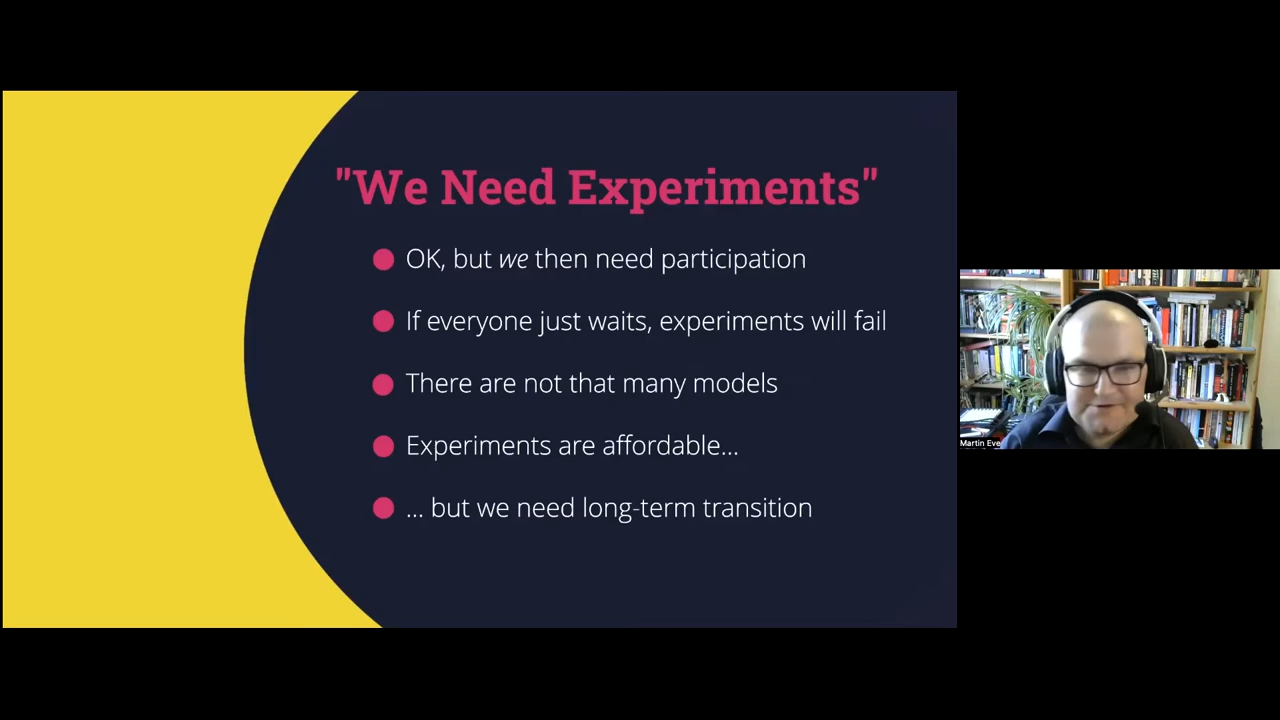 "We Need Experiments"
OK, but we then need participation
If everyone just waits, experiments will fail
There are not that many models
Experiments are affordable...
... but we need long-term transition
Martin Eve